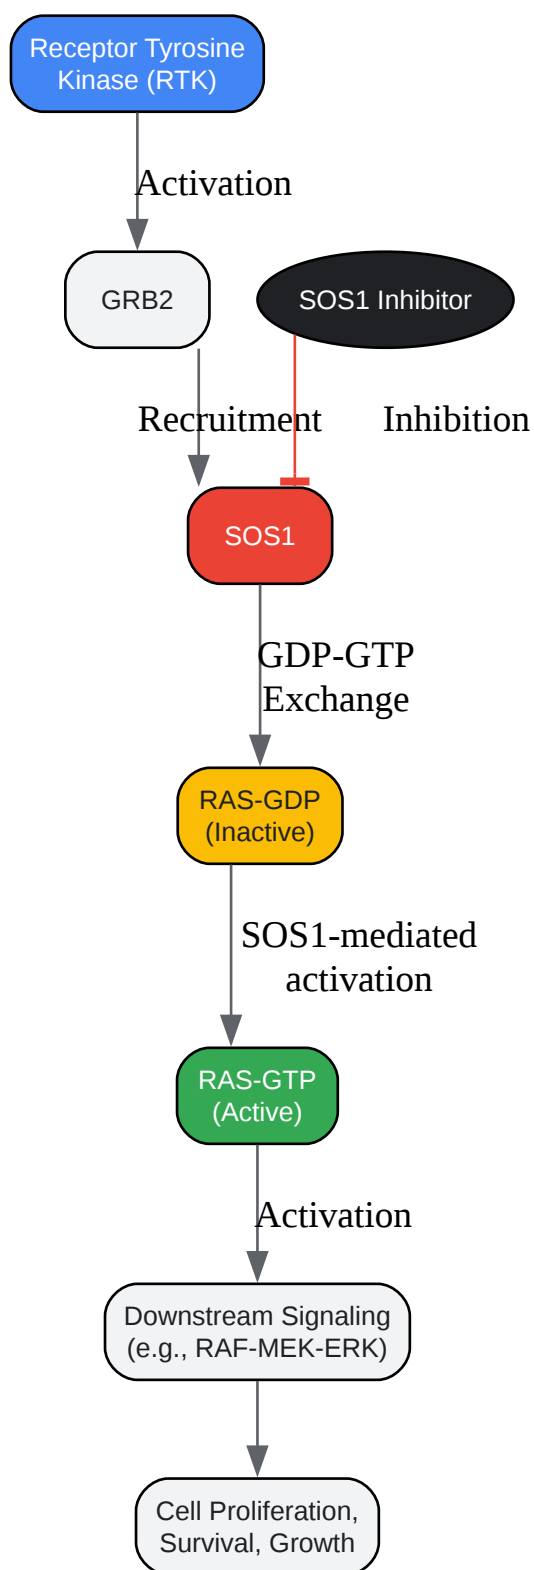 Receptor Tyrosine
Kinase (RTK)
Activation
GRB2
SOS1 Inhibitor
Recruitment
Inhibition
SOS1
GDP-GTP
Exchange
RAS-GDP
(Inactive)
SOS1-mediated
activation
RAS-GTP
(Active)
Activation
Downstream Signaling
(e.g., RAF-MEK-ERK)
Cell Proliferation,
Survival, Growth